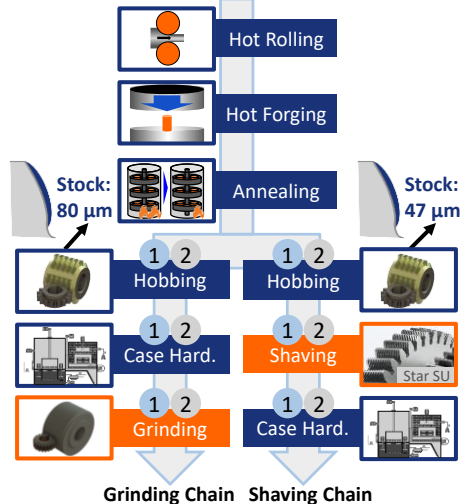 Hot Rolling
Hot Forging
Annealing
Stock:
80 µm
Stock:
47 µm
1 2
1 2
Hobbing
Hobbing
1 2
1 2
Case Hard.
Shaving
Star SU
1 2
1 2
Grinding
Case Hard.
Grinding Chain Shaving Chain